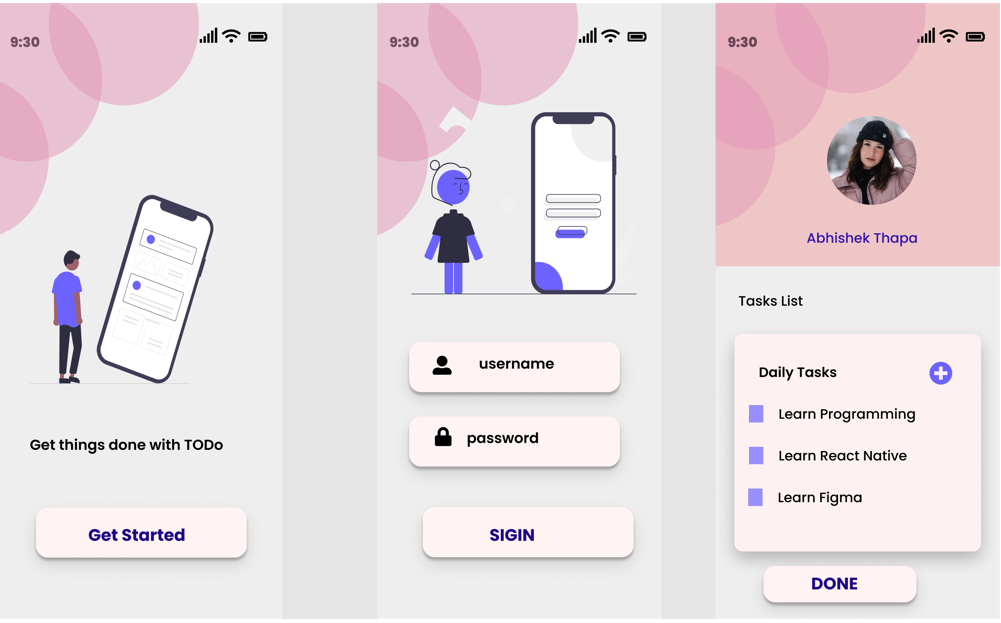 9:30
Get things done with TODo
Get Started
9:30
username
password
SIGIN
9:30
Abhishek Thapa
Tasks List
Daily Tasks
Learn Programming
Learn React Native
Learn Figma
DONE